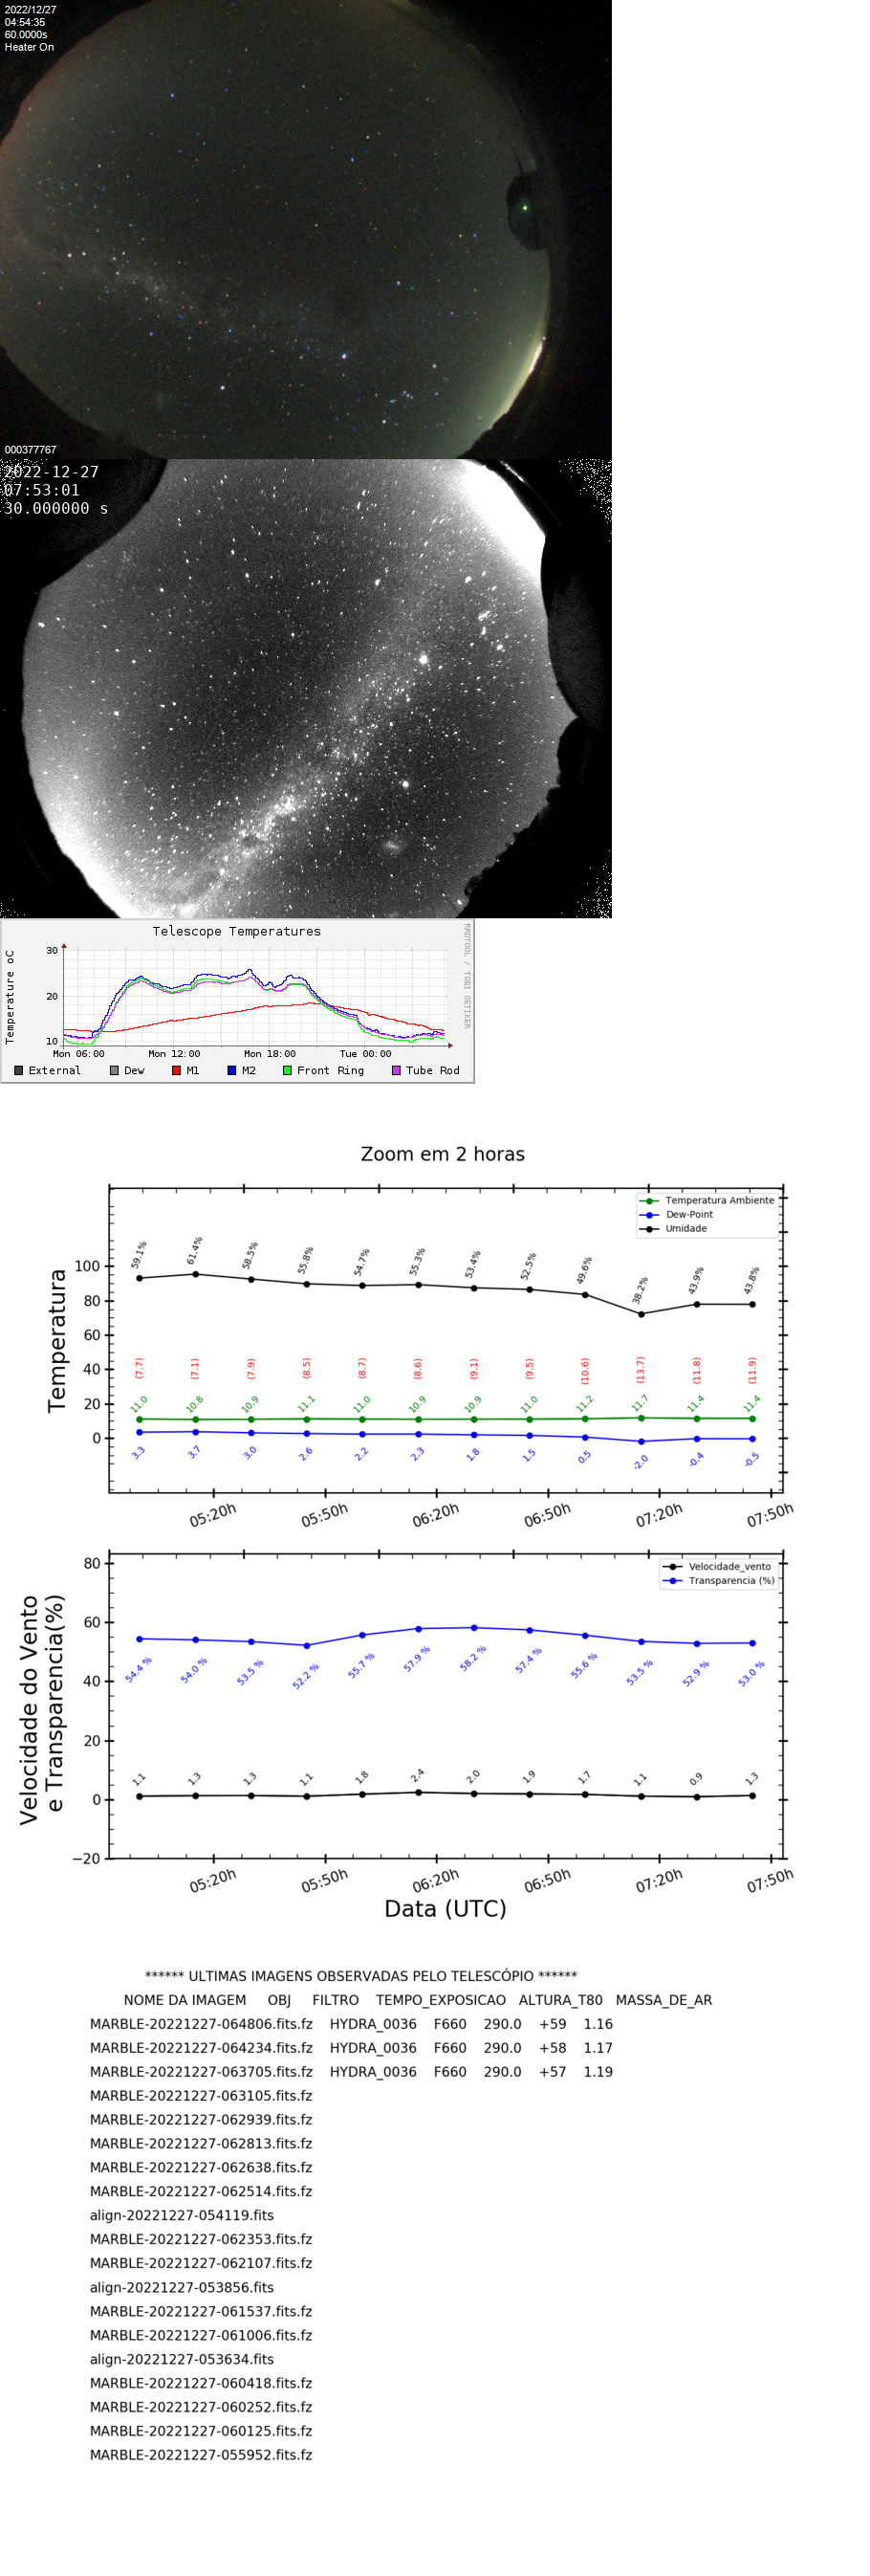 2022/12/27
04:54:35
60.0000s
Heater On
000377767
2022-12-27
07:53:01
30.000000 s
Telescope Temperatures
RRDTOOL / TOBI OETIKER
Temperature oC
30
20
10
Mon 06:00 Mon 12:00 Mon 18:00 Tue 00:00
External Dew M1 M2 Front Ring Tube Rod
Zoom em 2 horas
Temperatura
Temperatura Ambiente
Dew-Point
Umidade
100
80
60
40
20
0
59.1% 61.4% 58.5% 55.8% 54.7% 55.3% 53.4% 52.5% 49.6% 38.2% 43.9% 43.8%
(7.7) (7.1) (7.9) (8.5) (8.7) (8.6) (9.1) (9.5) (10.6) (13.7) (11.8) (11.9)
11.0 10.8 10.9 11.1 11.0 10.9 10.9 11.0 11.2 11.7 11.4 11.4
3.3 3.7 3.0 2.6 2.2 2.3 1.8 1.5 0.5 -2.0 -0.4 -0.5
05:20h 05:50h 06:20h 06:50h 07:20h 07:50h
Velocidade do Vento
e Transparencia(%)
Velocidade_vento
Transparencia (%)
80
60
40
20
0
−20
54.4 % 54.0 % 53.5 % 52.2 % 55.7 % 57.9 % 58.2 % 57.4 % 55.6 % 53.5 % 52.9 % 53.0 %
1.1 1.3 1.3 1.1 1.8 2.4 2.0 1.9 1.7 1.1 0.9 1.3
05:20h 05:50h 06:20h 06:50h 07:20h 07:50h
Data (UTC)
****** ULTIMAS IMAGENS OBSERVADAS PELO TELESCÓPIO ******
NOME DA IMAGEM OBJ FILTRO TEMPO_EXPOSICAO ALTURA_T80 MASSA_DE_AR
MARBLE-20221227-064806.fits.fz HYDRA_0036 F660 290.0 +59 1.16
MARBLE-20221227-064234.fits.fz HYDRA_0036 F660 290.0 +58 1.17
MARBLE-20221227-063705.fits.fz HYDRA_0036 F660 290.0 +57 1.19
MARBLE-20221227-063105.fits.fz
MARBLE-20221227-062939.fits.fz
MARBLE-20221227-062813.fits.fz
MARBLE-20221227-062638.fits.fz
MARBLE-20221227-062514.fits.fz
align-20221227-054119.fits
MARBLE-20221227-062353.fits.fz
MARBLE-20221227-062107.fits.fz
align-20221227-053856.fits
MARBLE-20221227-061537.fits.fz
MARBLE-20221227-061006.fits.fz
align-20221227-053634.fits
MARBLE-20221227-060418.fits.fz
MARBLE-20221227-060252.fits.fz
MARBLE-20221227-060125.fits.fz
MARBLE-20221227-055952.fits.fz